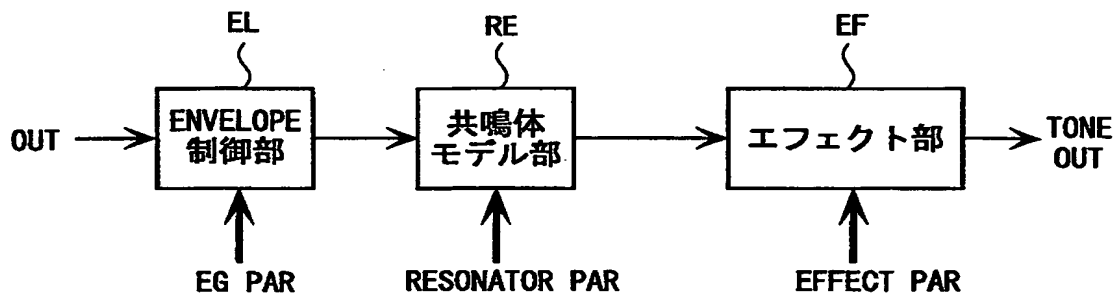 EL
RE
EF
OUT
ENVELOPE
制御部
共鳴体
モデル部
エフェクト部
TONE
OUT
EG PAR
RESONATOR PAR
EFFECT PAR